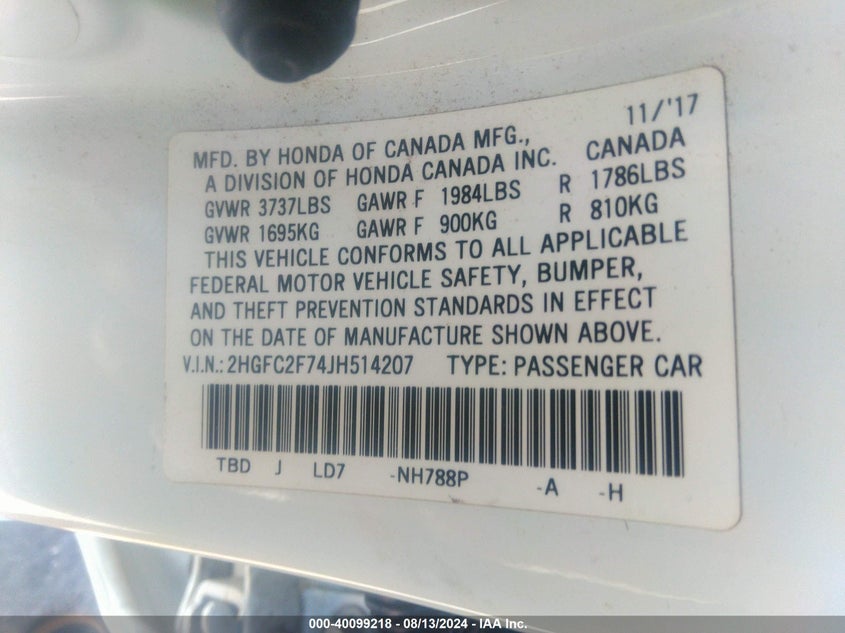 11/'17
MFD. BY HONDA OF CANADA MFG.,
A DIVISION OF HONDA CANADA INC. CANADA
GVWR 3737LBS GAWR F 1984LBS R 1786LBS
GVWR 1695KG GAWR F 900KG R 810KG
THIS VEHICLE CONFORMS TO ALL APPLICABLE
FEDERAL MOTOR VEHICLE SAFETY, BUMPER,
AND THEFT PREVENTION STANDARDS IN EFFECT
ON THE DATE OF MANUFACTURE SHOWN ABOVE.
V.I.N.: 2HGFC2F74JH514207 TYPE: PASSENGER CAR
TBD J LD7 -NH788P -A -H
000-40099218 - 08/13/2024 - IAA Inc.